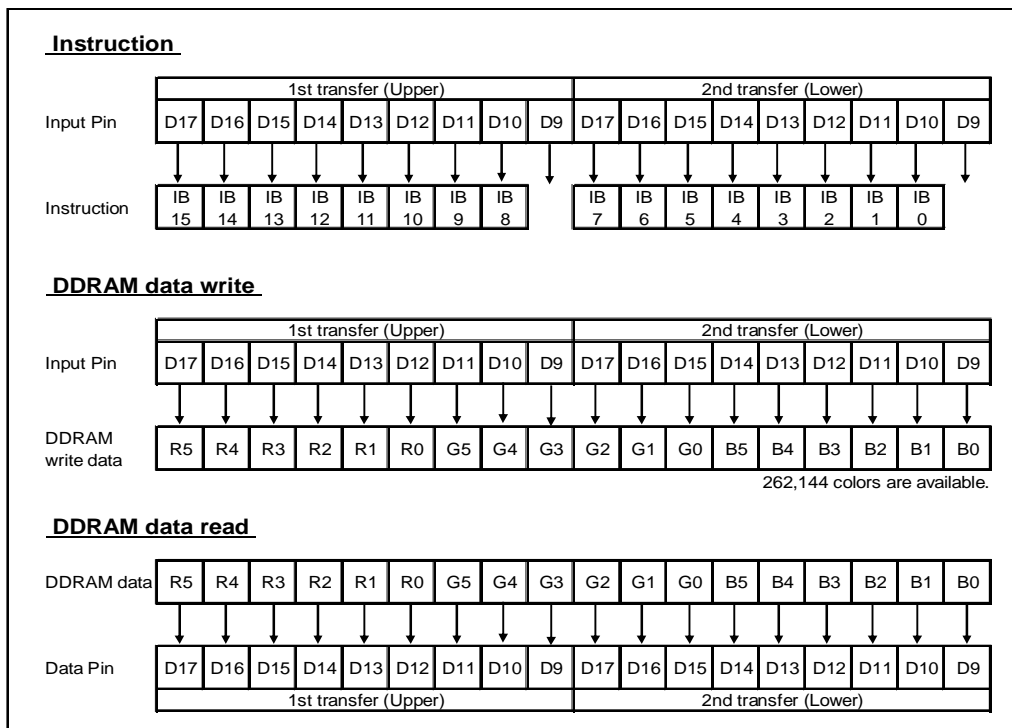 Instruction
1st transfer (Upper) 2nd transfer (Lower)
Input Pin D17 D16 D15 D14 D13 D12 D11 D10 D9 D17 D16 D15 D14 D13 D12 D11 D10 D9
Instruction IB 15 IB 14 IB 13 IB 12 IB 11 IB 10 IB 9 IB 8 IB 7 IB 6 IB 5 IB 4 IB 3 IB 2 IB 1 IB 0
DDRAM data write
1st transfer (Upper) 2nd transfer (Lower)
Input Pin D17 D16 D15 D14 D13 D12 D11 D10 D9 D17 D16 D15 D14 D13 D12 D11 D10 D9
DDRAM
write data R5 R4 R3 R2 R1 R0 G5 G4 G3 G2 G1 G0 B5 B4 B3 B2 B1 B0
262,144 colors are available.
DDRAM data read
DDRAM data R5 R4 R3 R2 R1 R0 G5 G4 G3 G2 G1 G0 B5 B4 B3 B2 B1 B0
Data Pin D17 D16 D15 D14 D13 D12 D11 D10 D9 D17 D16 D15 D14 D13 D12 D11 D10 D9
1st transfer (Upper) 2nd transfer (Lower)